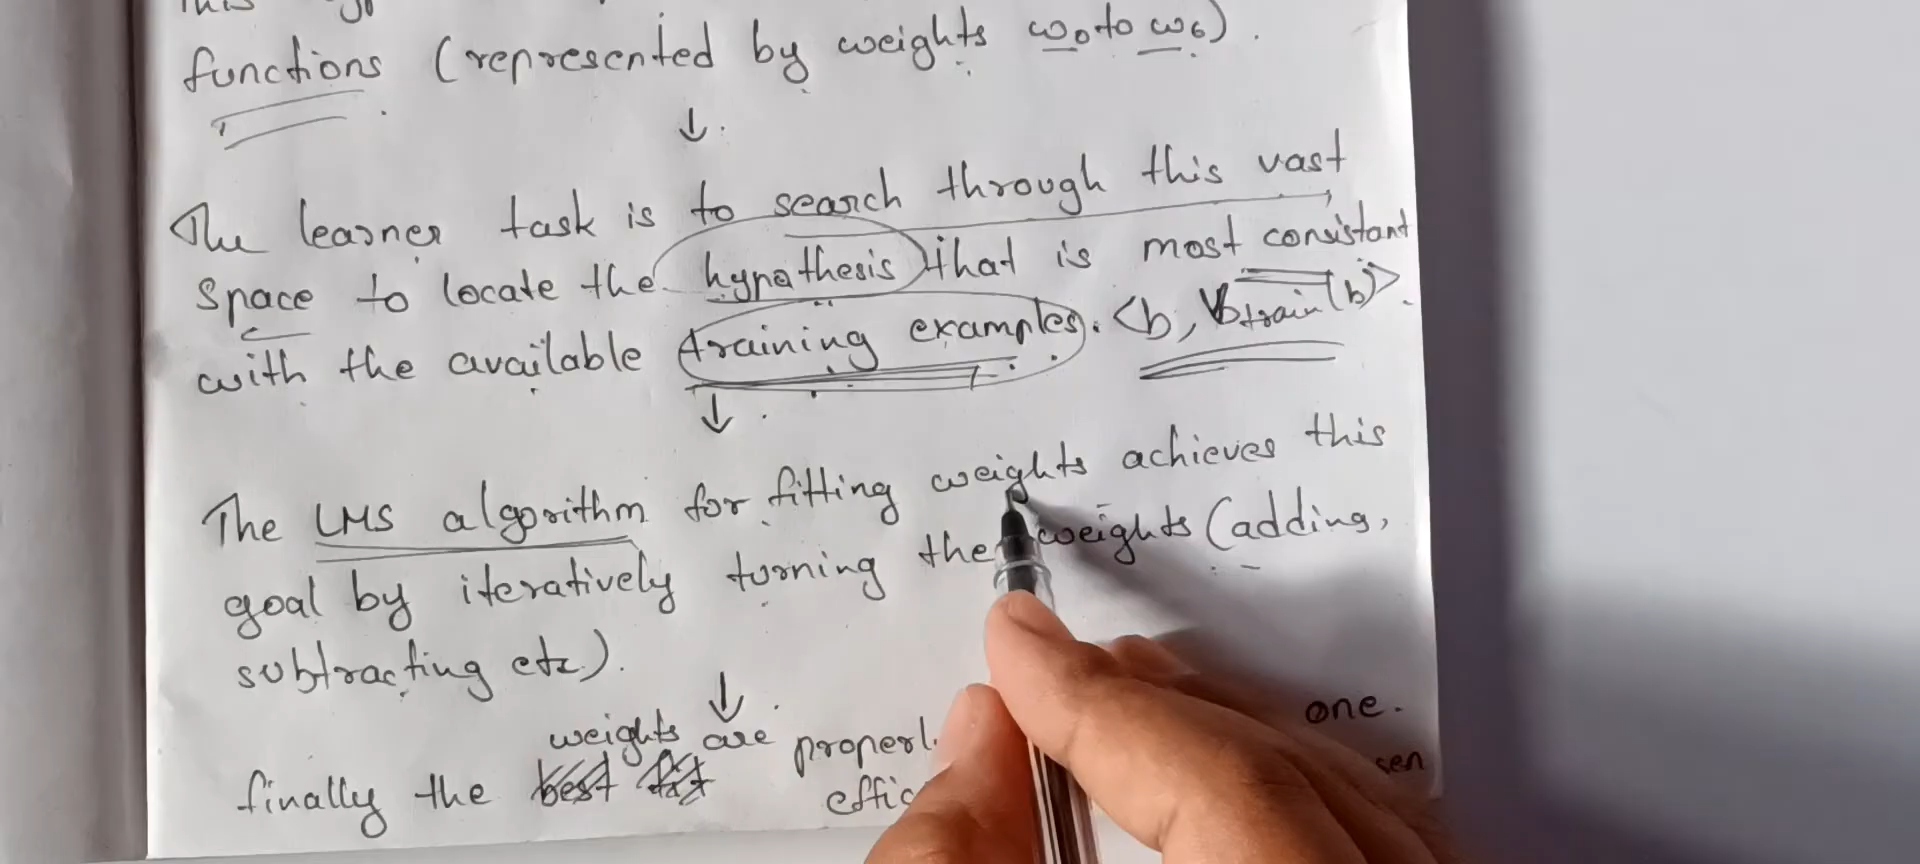 functions (represented by weights w0 to w6).
↓
The learner task is to search through this vast
space to locate the hypothesis that is most consistant
with the available training examples. <b, Vtrain(b)>.
↓
The LMS algorithm for fitting weights achieves this
goal by iteratively turning the weights (adding,
subtracting etc).
↓
weights are one.
finally the best fit